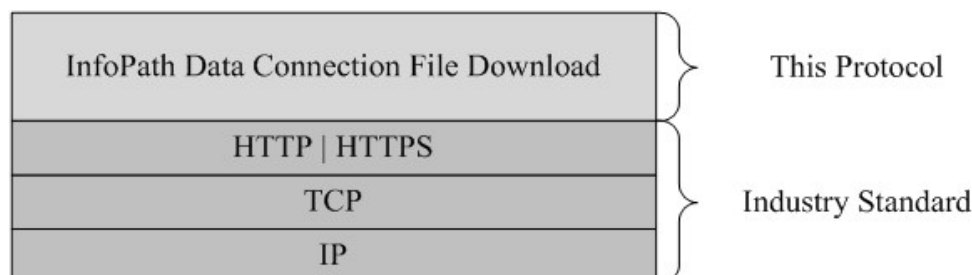 InfoPath Data Connection File Download
This Protocol
HTTP | HTTPS
TCP
Industry Standard
IP